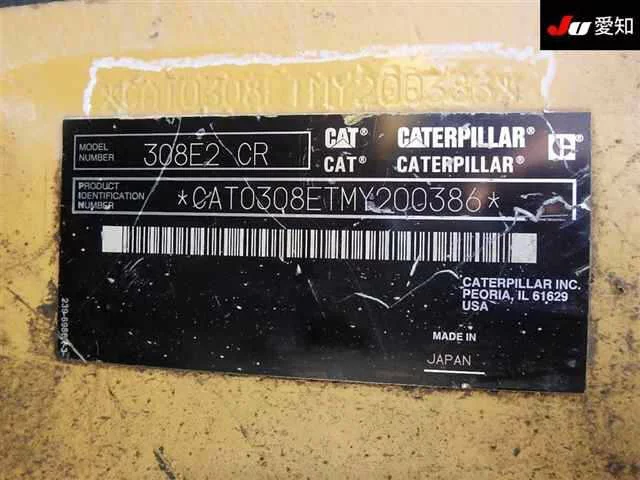 JU 愛知
*CAT0308ETMY200386*
MODEL NUMBER 308E2 CR
CAT® CATERPILLAR®
CAT® CATERPILLAR®
PRODUCT IDENTIFICATION NUMBER *CAT0308ETMY200386*
CATERPILLAR INC.
PEORIA, IL 61629
USA
MADE IN
JAPAN